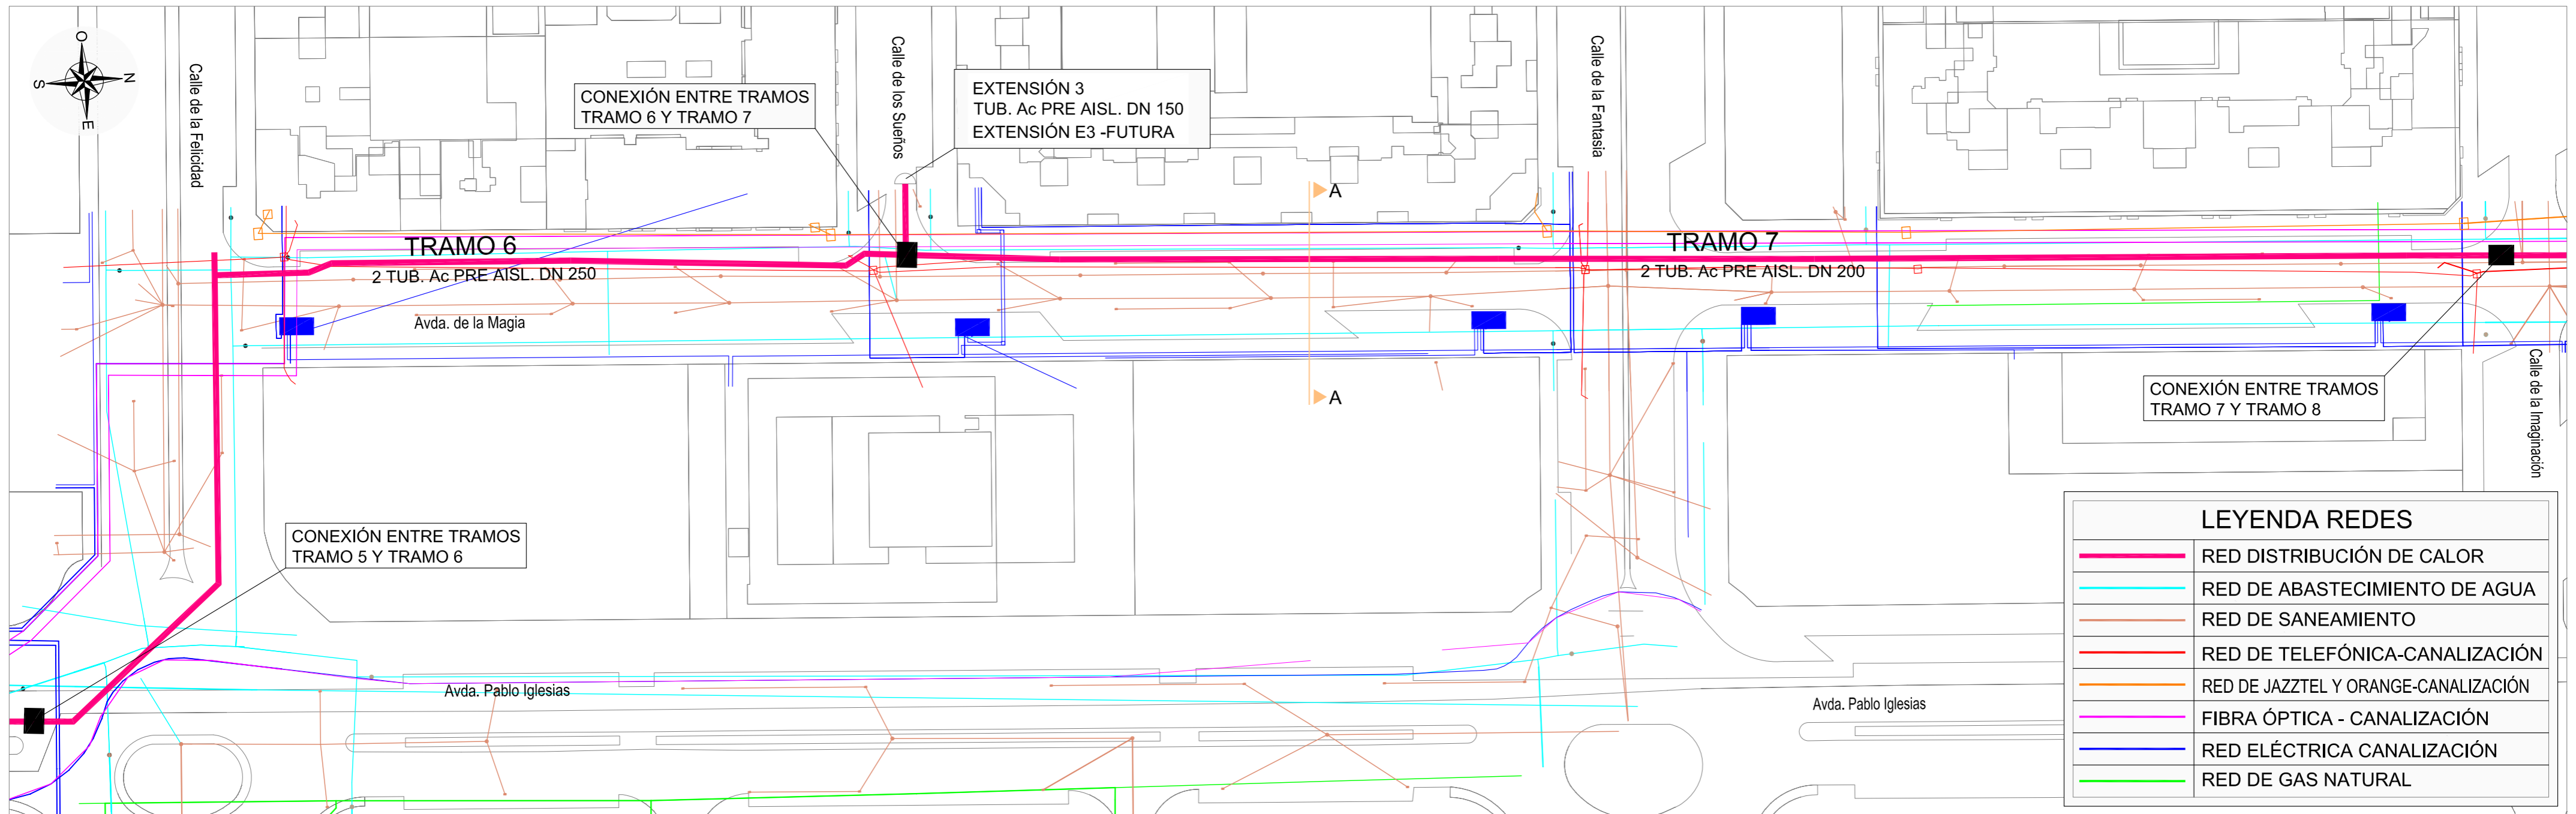 O
N
S
E
Calle de la Felicidad
CONEXIÓN ENTRE TRAMOS
TRAMO 6 Y TRAMO 7
Calle de los Sueños
EXTENSIÓN 3
TUB. Ac PRE AISL. DN 150
EXTENSIÓN E3 -FUTURA
Calle de la Fantasia
A
TRAMO 6
2 TUB. Ac PRE AISL. DN 250
TRAMO 7
2 TUB. Ac PRE AISL. DN 200
Avda. de la Magia
A
CONEXIÓN ENTRE TRAMOS
TRAMO 7 Y TRAMO 8
Calle de la Imaginación
CONEXIÓN ENTRE TRAMOS
TRAMO 5 Y TRAMO 6
Avda. Pablo Iglesias
Avda. Pablo Iglesias
LEYENDA REDES
RED DISTRIBUCIÓN DE CALOR
RED DE ABASTECIMIENTO DE AGUA
RED DE SANEAMIENTO
RED DE TELEFÓNICA-CANALIZACIÓN
RED DE JAZZTEL Y ORANGE-CANALIZACIÓN
FIBRA ÓPTICA - CANALIZACIÓN
RED ELÉCTRICA CANALIZACIÓN
RED DE GAS NATURAL